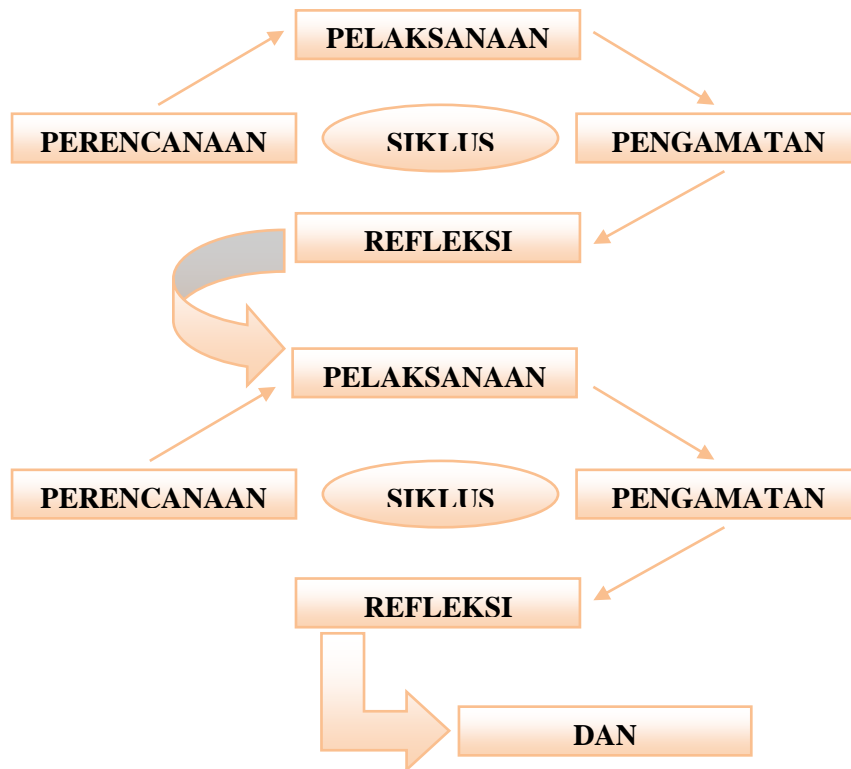 PELAKSANAAN
PERENCANAAN
SIKLUS
PENGAMATAN
REFLEKSI
PELAKSANAAN
PERENCANAAN
SIKLUS
PENGAMATAN
REFLEKSI
DAN